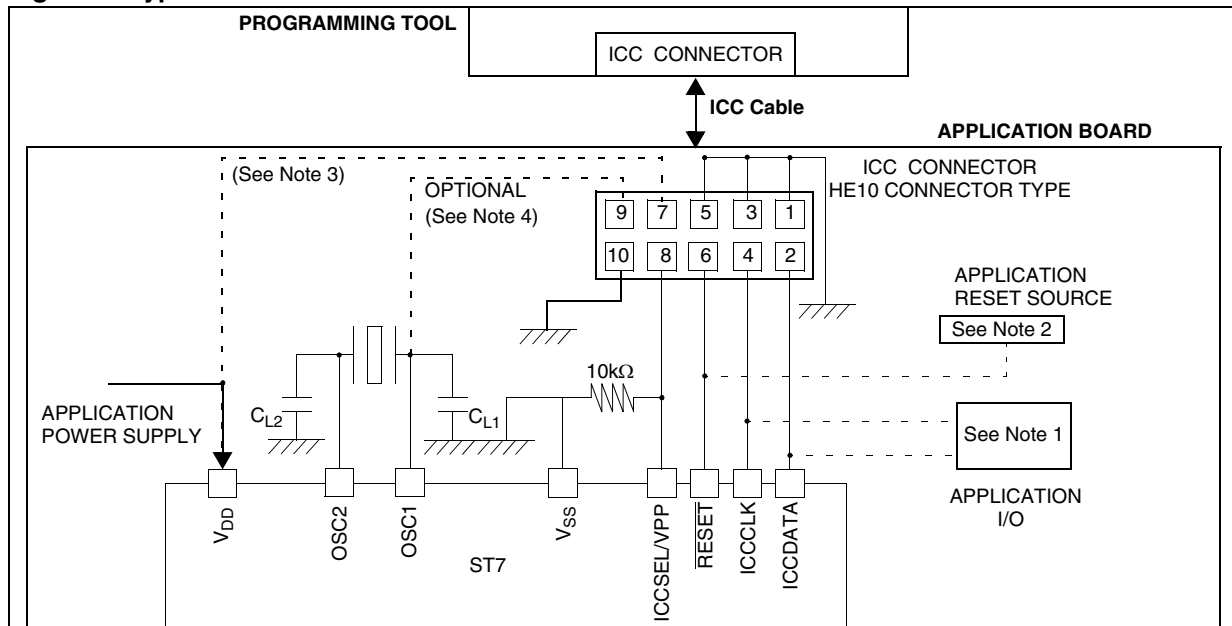 PROGRAMMING TOOL
ICC CONNECTOR
ICC Cable
APPLICATION BOARD
(See Note 3)
OPTIONAL
(See Note 4)
ICC CONNECTOR
HE10 CONNECTOR TYPE
9 7 5 3 1
10 8 6 4 2
APPLICATION
RESET SOURCE
See Note 2
10kΩ
APPLICATION
POWER SUPPLY
CL2
CL1
See Note 1
APPLICATION
I/O
VDD
OSC2
OSC1
VSS
ICCSEL/VPP
RESET
ICCCLK
ICCDATA
ST7